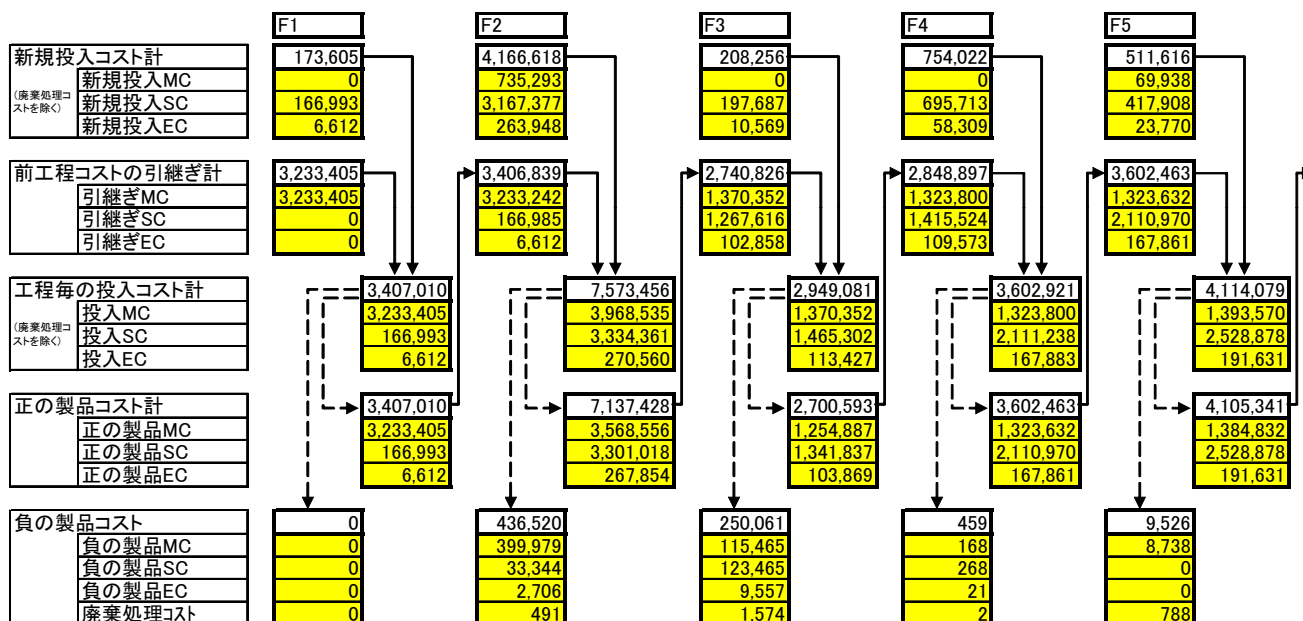 F1 F2 F3 F4 F5
新規投入コスト計 173,605 4,166,618 208,256 754,022 511,616
(廃棄処理コストを除く) 新規投入MC 0 735,293 0 0 69,938
新規投入SC 166,993 3,167,377 197,687 695,713 417,908
新規投入EC 6,612 263,948 10,569 58,309 23,770
前工程コストの引継ぎ計 3,233,405 3,406,839 2,740,826 2,848,897 3,602,463
引継ぎMC 3,233,405 3,233,242 1,370,352 1,323,800 1,323,632
引継ぎSC 0 166,985 1,267,616 1,415,524 2,110,970
引継ぎEC 0 6,612 102,858 109,573 167,861
工程毎の投入コスト計 3,407,010 7,573,456 2,949,081 3,602,921 4,114,079
(廃棄処理コストを除く) 投入MC 3,233,405 3,968,535 1,370,352 1,323,800 1,393,570
投入SC 166,993 3,334,361 1,465,302 2,111,238 2,528,878
投入EC 6,612 270,560 113,427 167,883 191,631
正の製品コスト計 3,407,010 7,137,428 2,700,593 3,602,463 4,105,341
正の製品MC 3,233,405 3,568,556 1,254,887 1,323,632 1,384,832
正の製品SC 166,993 3,301,018 1,341,837 2,110,970 2,528,878
正の製品EC 6,612 267,854 103,869 167,861 191,631
負の製品コスト 0 436,520 250,061 459 9,526
負の製品MC 0 399,979 115,465 168 8,738
負の製品SC 0 33,344 123,465 268 0
負の製品EC 0 2,706 9,557 21 0
廃棄処理コスト 0 491 1,574 2 788